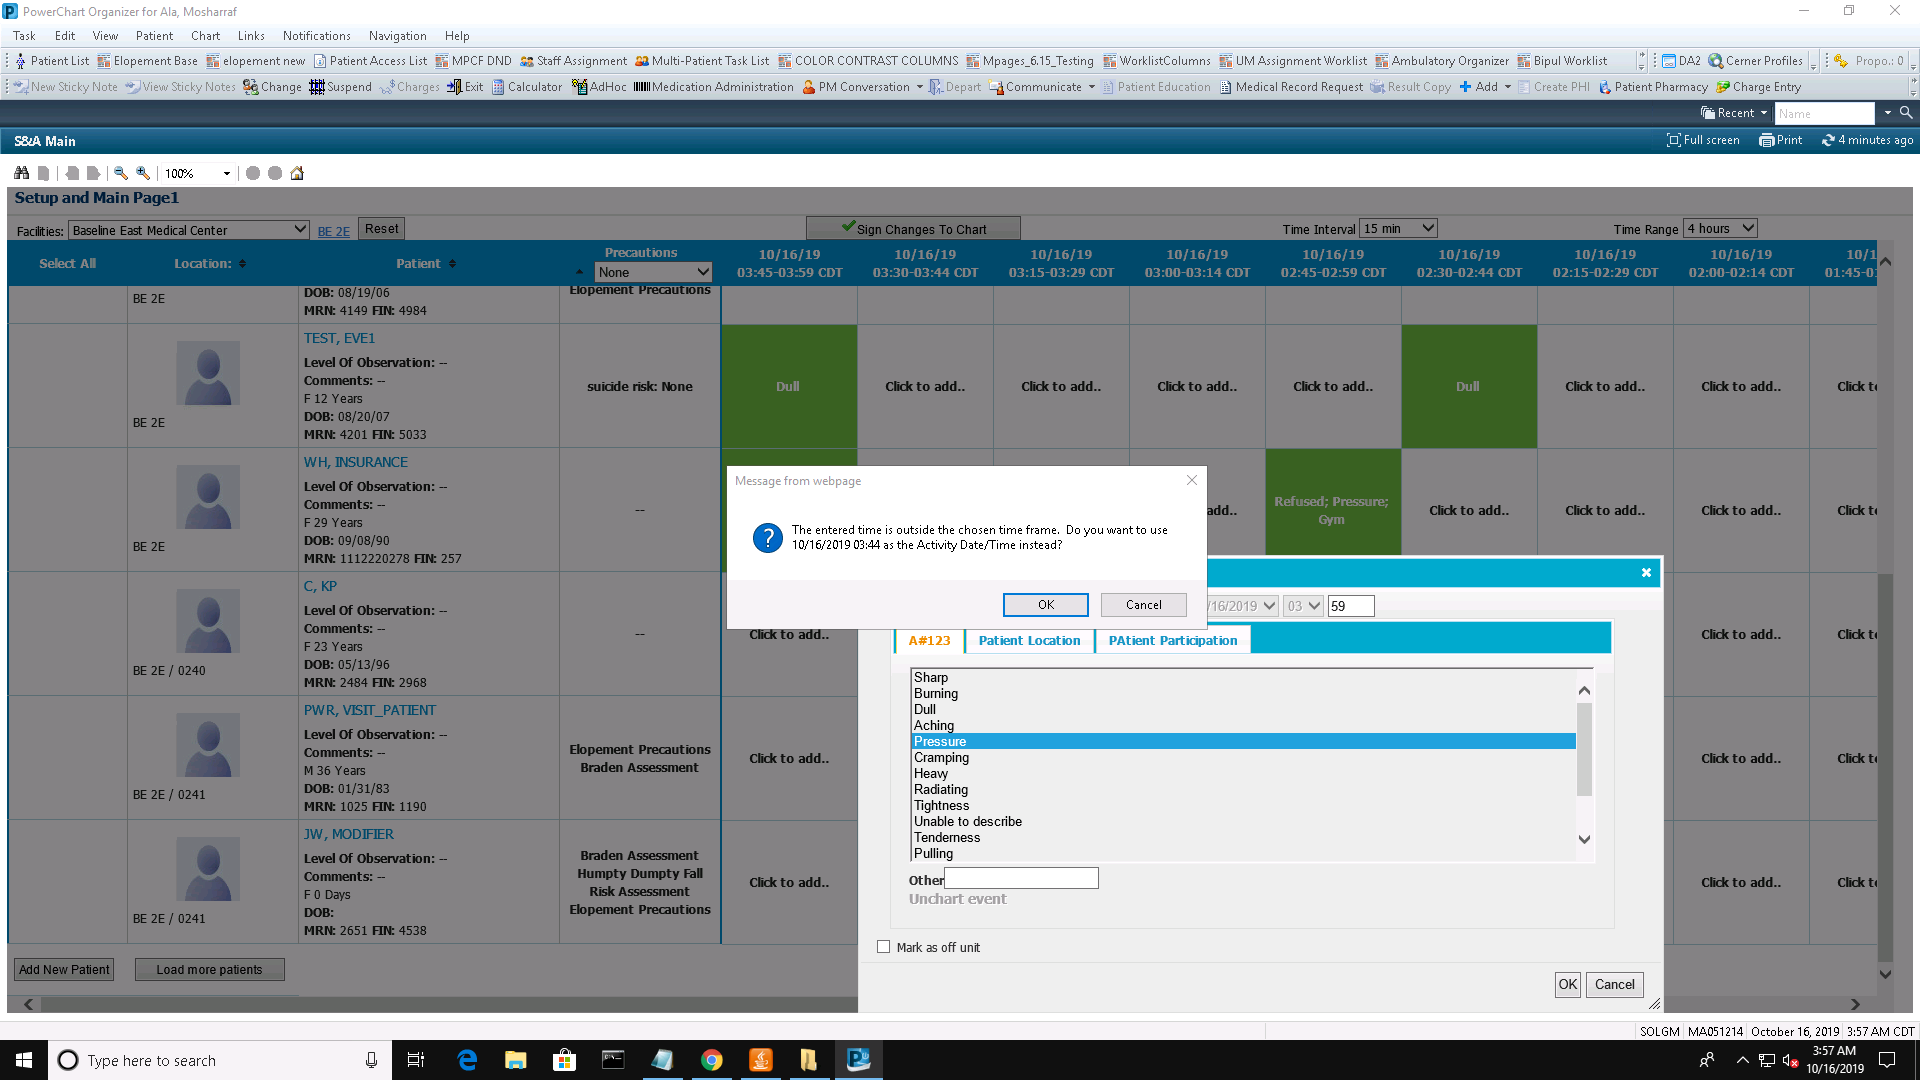 PowerChart Organizer for Ala, Mosharraf
Task Edit View Patient Chart Links Notifications Navigation Help
Patient List Elopement Base elopement new Patient Access List MPCF DND Staff Assignment Multi-Patient Task List COLOR CONTRAST COLUMNS Mpages_6.15_Testing WorklistColumns UM Assignment Worklist Ambulatory Organizer Bipul Worklist DA2 Cerner Profiles Propo.: 0
New Sticky Note View Sticky Notes Change Suspend Charges Exit Calculator AdHoc Medication Administration PM Conversation Depart Communicate Patient Education Medical Record Request Result Copy Add Create PHI Patient Pharmacy Charge Entry
Recent Name
S&A Main Full screen Print 4 minutes ago
100%
Setup and Main Page1
Facilities: Baseline East Medical Center BE 2E Reset Sign Changes To Chart Time Interval 15 min Time Range 4 hours
Select All Location: Patient Precautions None
10/16/19 10/16/19 10/16/19 10/16/19 10/16/19 10/16/19 10/16/19 10/16/19 10/1
03:45-03:59 CDT 03:30-03:44 CDT 03:15-03:29 CDT 03:00-03:14 CDT 02:45-02:59 CDT 02:30-02:44 CDT 02:15-02:29 CDT 02:00-02:14 CDT 01:45-0
BE 2E DOB: 08/19/06 Elopement Precautions
MRN: 4149 FIN: 4984
TEST, EVE1
Level Of Observation: --
Comments: --
F 12 Years
DOB: 08/20/07
MRN: 4201 FIN: 5033
BE 2E
suicide risk: None Dull Click to add.. Click to add.. Click to add.. Click to add.. Dull Click to add.. Click to add.. Click t
WH, INSURANCE
Level Of Observation: --
Comments: --
F 29 Years
DOB: 09/08/90
MRN: 1112220278 FIN: 257
BE 2E
-- add.. Refused; Pressure; Gym Click to add.. Click to add.. Click to add.. Click t
C, KP
Level Of Observation: --
Comments: --
F 23 Years
DOB: 05/13/96
MRN: 2484 FIN: 2968
BE 2E / 0240
-- Click to add.. Click to add.. Click t
PWR, VISIT_PATIENT
Level Of Observation: --
Comments: --
M 36 Years
DOB: 01/31/83
MRN: 1025 FIN: 1190
BE 2E / 0241
Elopement Precautions
Braden Assessment
Click to add.. Click to add.. Click t
JW, MODIFIER
Level Of Observation: --
Comments: --
F 0 Days
DOB:
MRN: 2651 FIN: 4538
BE 2E / 0241
Braden Assessment
Humpty Dumpty Fall
Risk Assessment
Elopement Precautions
Click to add.. Click to add.. Click t
Add New Patient Load more patients
Message from webpage
The entered time is outside the chosen time frame. Do you want to use
10/16/2019 03:44 as the Activity Date/Time instead?
OK Cancel
/16/2019 03 59
A#123 Patient Location PAtient Participation
Sharp
Burning
Dull
Aching
Pressure
Cramping
Heavy
Radiating
Tightness
Unable to describe
Tenderness
Pulling
Other
Unchart event
Mark as off unit
OK Cancel
SOLGM MA051214 October 16, 2019 3:57 AM CDT
Type here to search
3:57 AM
10/16/2019